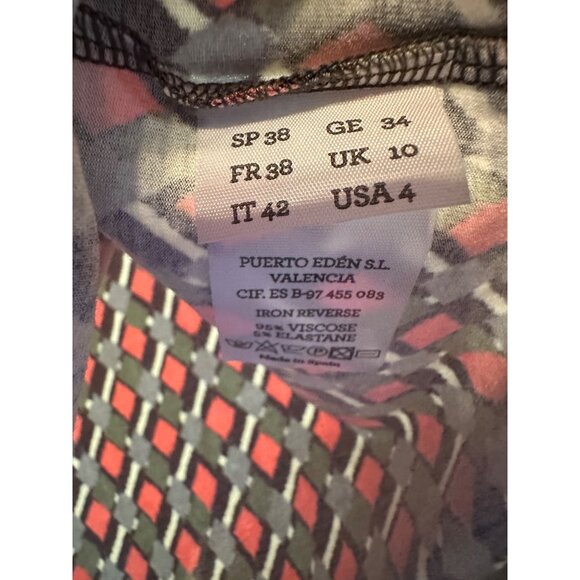 SP 38 GE 34
FR 38 UK 10
IT 42 USA 4
PUERTO EDÉN S.L.
VALENCIA
CIF. ES B-97 455 083
IRON REVERSE
95% VISCOSE
5% ELASTANE
Made in Spain